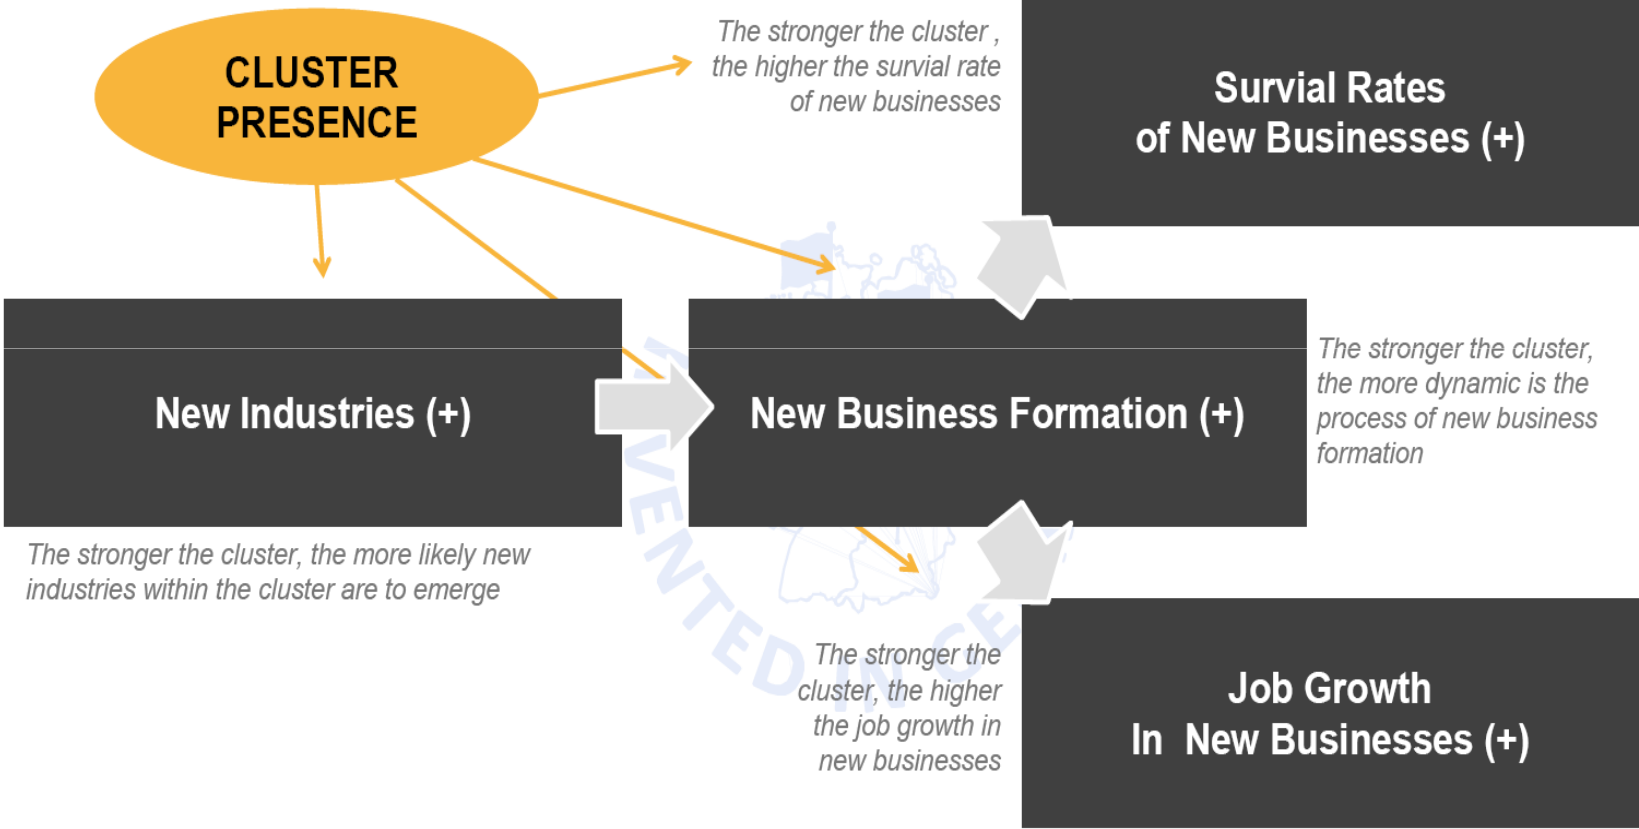 CLUSTER
PRESENCE
The stronger the cluster ,
the higher the survial rate
of new businesses
Survial Rates
of New Businesses (+)
New Industries (+)
New Business Formation (+)
The stronger the cluster,
the more dynamic is the
process of new business
formation
The stronger the cluster, the more likely new
industries within the cluster are to emerge
VENTED IN GE
The stronger the
cluster, the higher
the job growth in
new businesses
Job Growth
In New Businesses (+)